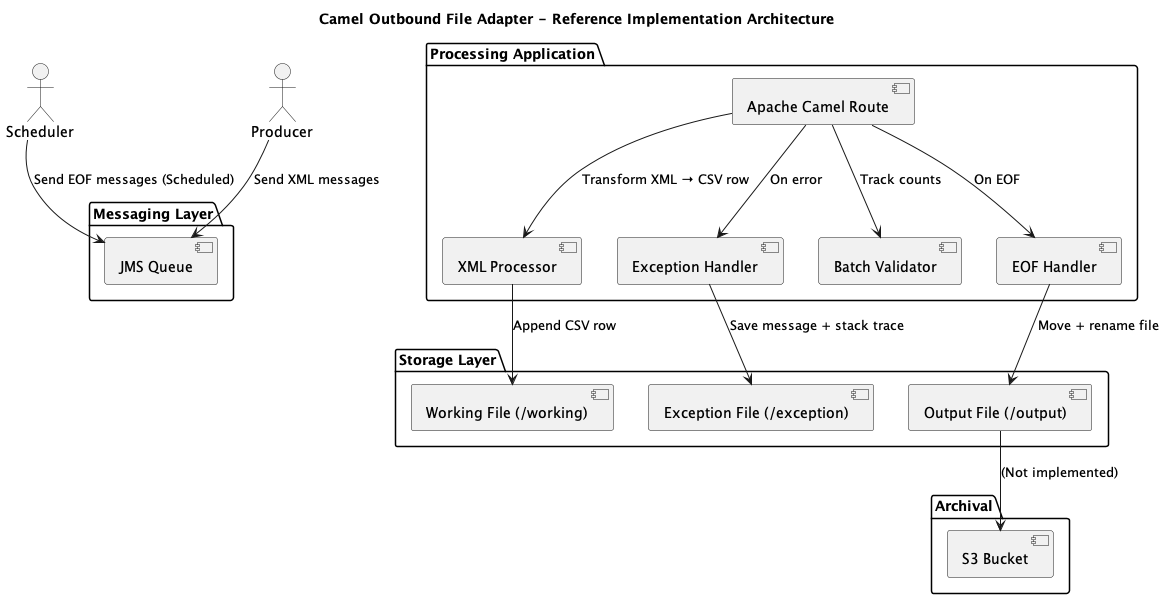 Camel Outbound File Adapter – Reference Implementation Architecture
Processing Application
Apache Camel Route
Scheduler
Producer
Send EOF messages (Scheduled)
Send XML messages
Transform XML → CSV row
On error
Track counts
On EOF
Messaging Layer
JMS Queue
XML Processor
Exception Handler
Batch Validator
EOF Handler
Append CSV row
Save message + stack trace
Move + rename file
Storage Layer
Working File (/working)
Exception File (/exception)
Output File (/output)
(Not implemented)
Archival
S3 Bucket